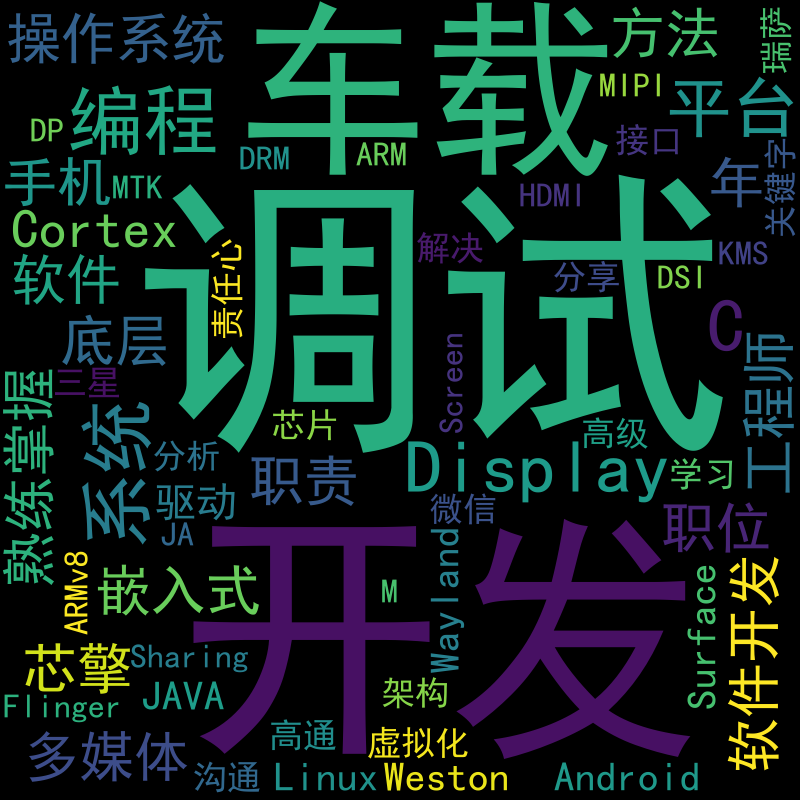 操作系统
车载
方法
瑞萨
编程
DP
DRM
ARM
MIPI
平台
接口
手机
MTK
HDMI
年
关键字
Cortex
调试
解决
分享
DSI
KMS
软件
责任心
底层
C
三星
Screen
工程师
熟练掌握
系统
芯片
高级
分析
职责
Display
学习
驱动
JA
微信
职位
开发
ARMv8
嵌入式
M
Wayland
Surface
软件开发
芯擎
Sharing
Flinger
JAVA
架构
多媒体
高通
虚拟化
沟通
Linux
Weston
Android